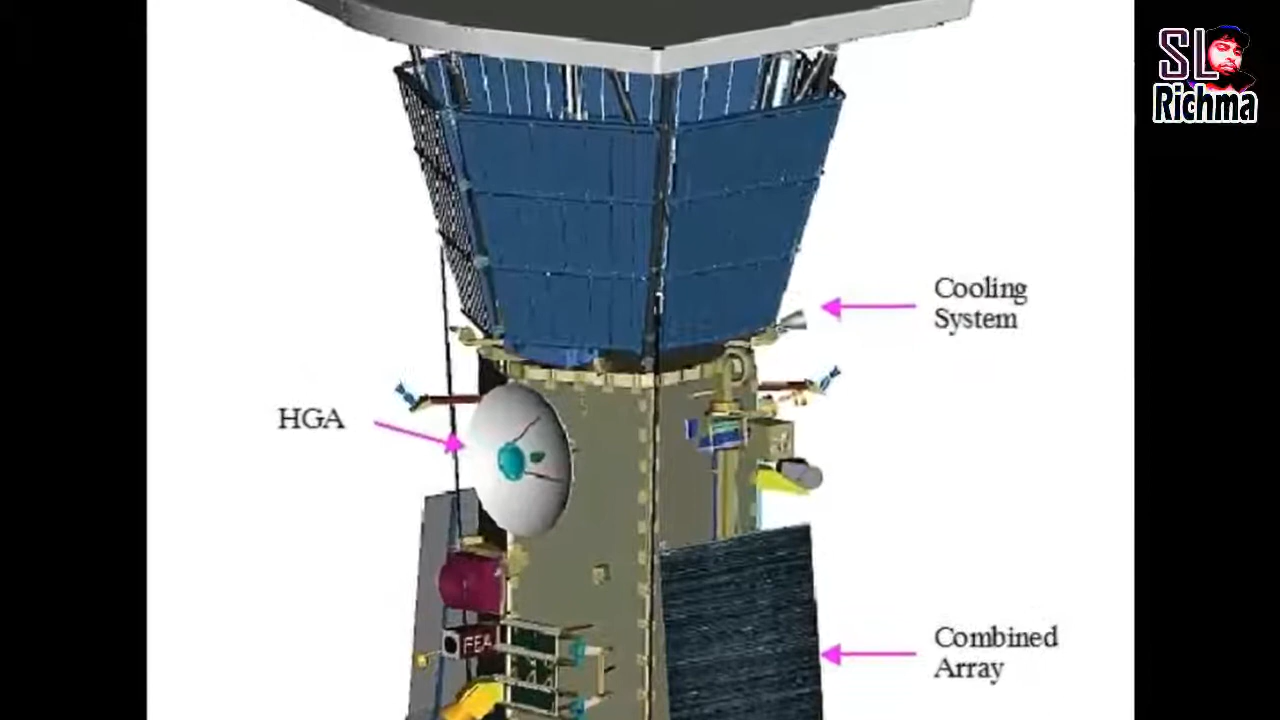 SL
Richma
Cooling
System
HGA
FEA
Combined
Array